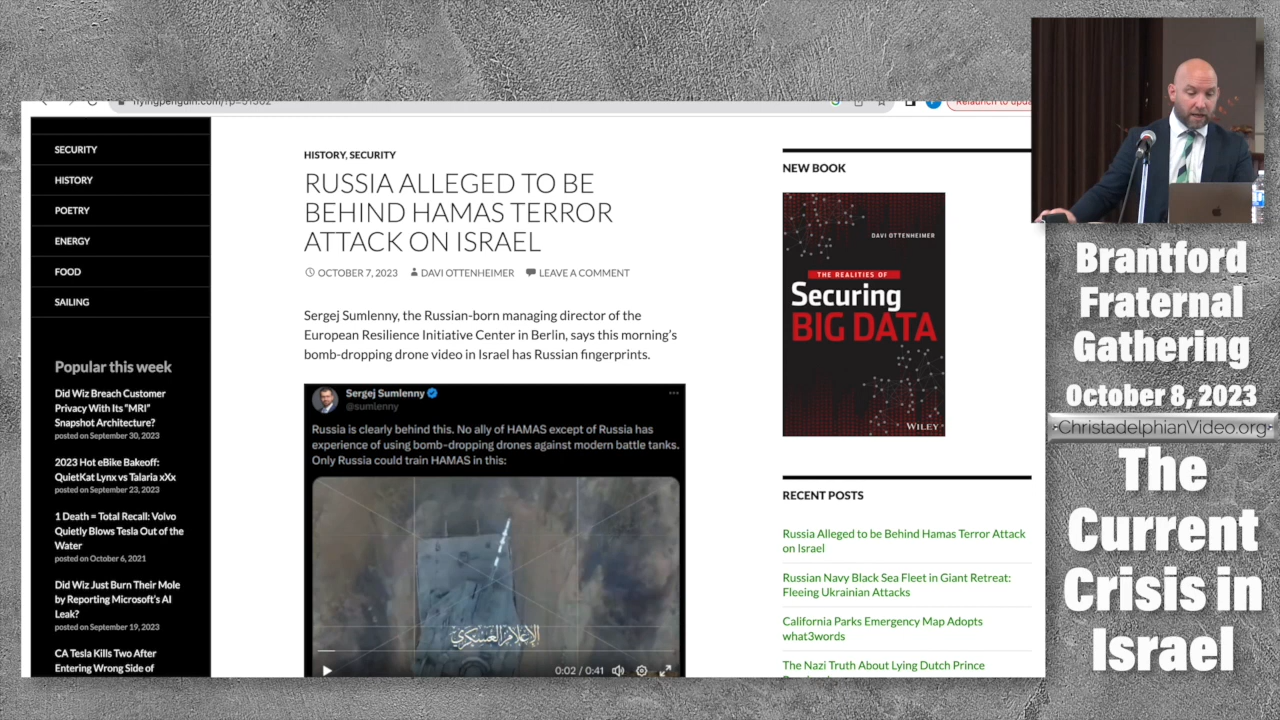 flyingpenguin.com/?p=51302
Relaunch to upda
SECURITY
HISTORY
POETRY
ENERGY
FOOD
SAILING
Popular this week
Did Wiz Breach Customer
Privacy With Its "MRI"
Snapshot Architecture?
posted on September 30, 2023
2023 Hot eBike Bakeoff:
QuietKat Lynx vs Talaria xXx
posted on September 23, 2023
1 Death = Total Recall: Volvo
Quietly Blows Tesla Out of the
Water
posted on October 6, 2021
Did Wiz Just Burn Their Mole
by Reporting Microsoft's AI
Leak?
posted on September 19, 2023
CA Tesla Kills Two After
Entering Wrong Side of
HISTORY, SECURITY
RUSSIA ALLEGED TO BE
BEHIND HAMAS TERROR
ATTACK ON ISRAEL
OCTOBER 7, 2023 DAVI OTTENHEIMER LEAVE A COMMENT
Sergej Sumlenny, the Russian-born managing director of the
European Resilience Initiative Center in Berlin, says this morning's
bomb-dropping drone video in Israel has Russian fingerprints.
Sergej Sumlenny
@sumlenny
Russia is clearly behind this. No ally of HAMAS except of Russia has
experience of using bomb-dropping drones against modern battle tanks.
Only Russia could train HAMAS in this:
الإعلام العسكري
0:02 / 0:41
NEW BOOK
DAVI OTTENHEIMER
THE REALITIES OF
Securing
BIG DATA
WILEY
RECENT POSTS
Russia Alleged to be Behind Hamas Terror Attack
on Israel
Russian Navy Black Sea Fleet in Giant Retreat:
Fleeing Ukrainian Attacks
California Parks Emergency Map Adopts
what3words
The Nazi Truth About Lying Dutch Prince
Brantford
Fraternal
Gathering
October 8, 2023
ChristadelphianVideo.org
The
Current
Crisis in
Israel